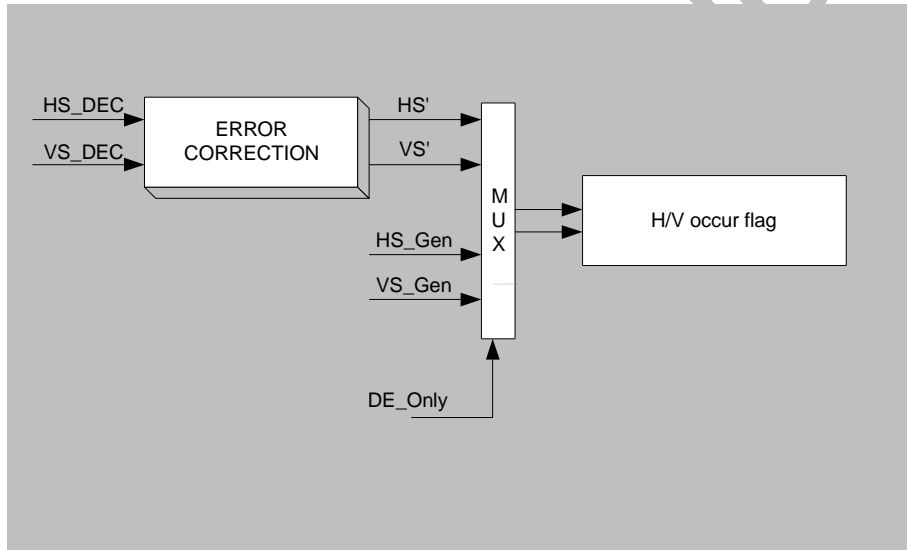 HS_DEC
VS_DEC
ERROR
CORRECTION
HS'
VS'
HS_Gen
VS_Gen
M
U
X
H/V occur flag
DE_Only